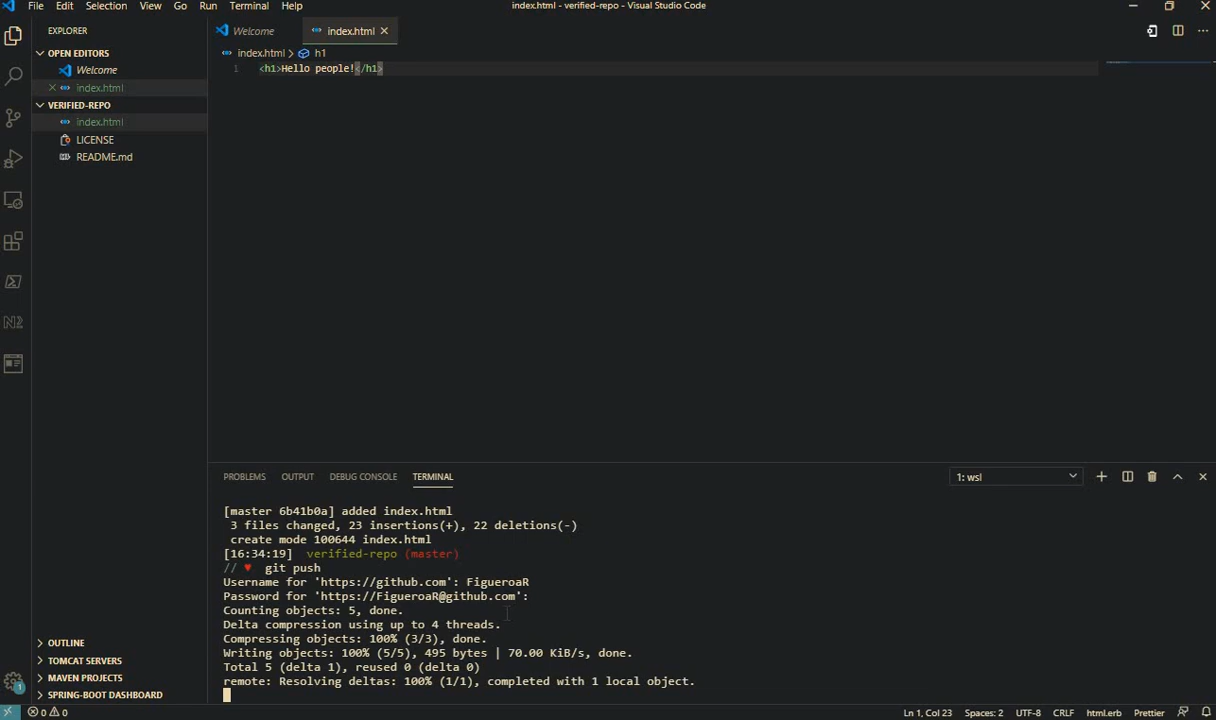 File Edit Selection View Go Run Terminal Help
index.html - verified-repo - Visual Studio Code
EXPLORER
OPEN EDITORS
Welcome
index.html
VERIFIED-REPO
index.html
LICENSE
README.md
OUTLINE
TOMCAT SERVERS
MAVEN PROJECTS
SPRING-BOOT DASHBOARD
Welcome index.html
index.html > h1
1 <h1>Hello people!</h1>
PROBLEMS OUTPUT DEBUG CONSOLE TERMINAL
1: wsl
[master 6b41b0a] added index.html
3 files changed, 23 insertions(+), 22 deletions(-)
create mode 100644 index.html
[16:34:19] verified-repo (master)
// ♥ git push
Username for 'https://github.com': FigueroaR
Password for 'https://FigueroaR@github.com':
Counting objects: 5, done.
Delta compression using up to 4 threads.
Compressing objects: 100% (3/3), done.
Writing objects: 100% (5/5), 495 bytes | 70.00 KiB/s, done.
Total 5 (delta 1), reused 0 (delta 0)
remote: Resolving deltas: 100% (1/1), completed with 1 local object.
1
0 0
Ln 1, Col 23 Spaces: 2 UTF-8 CRLF html.erb Prettier